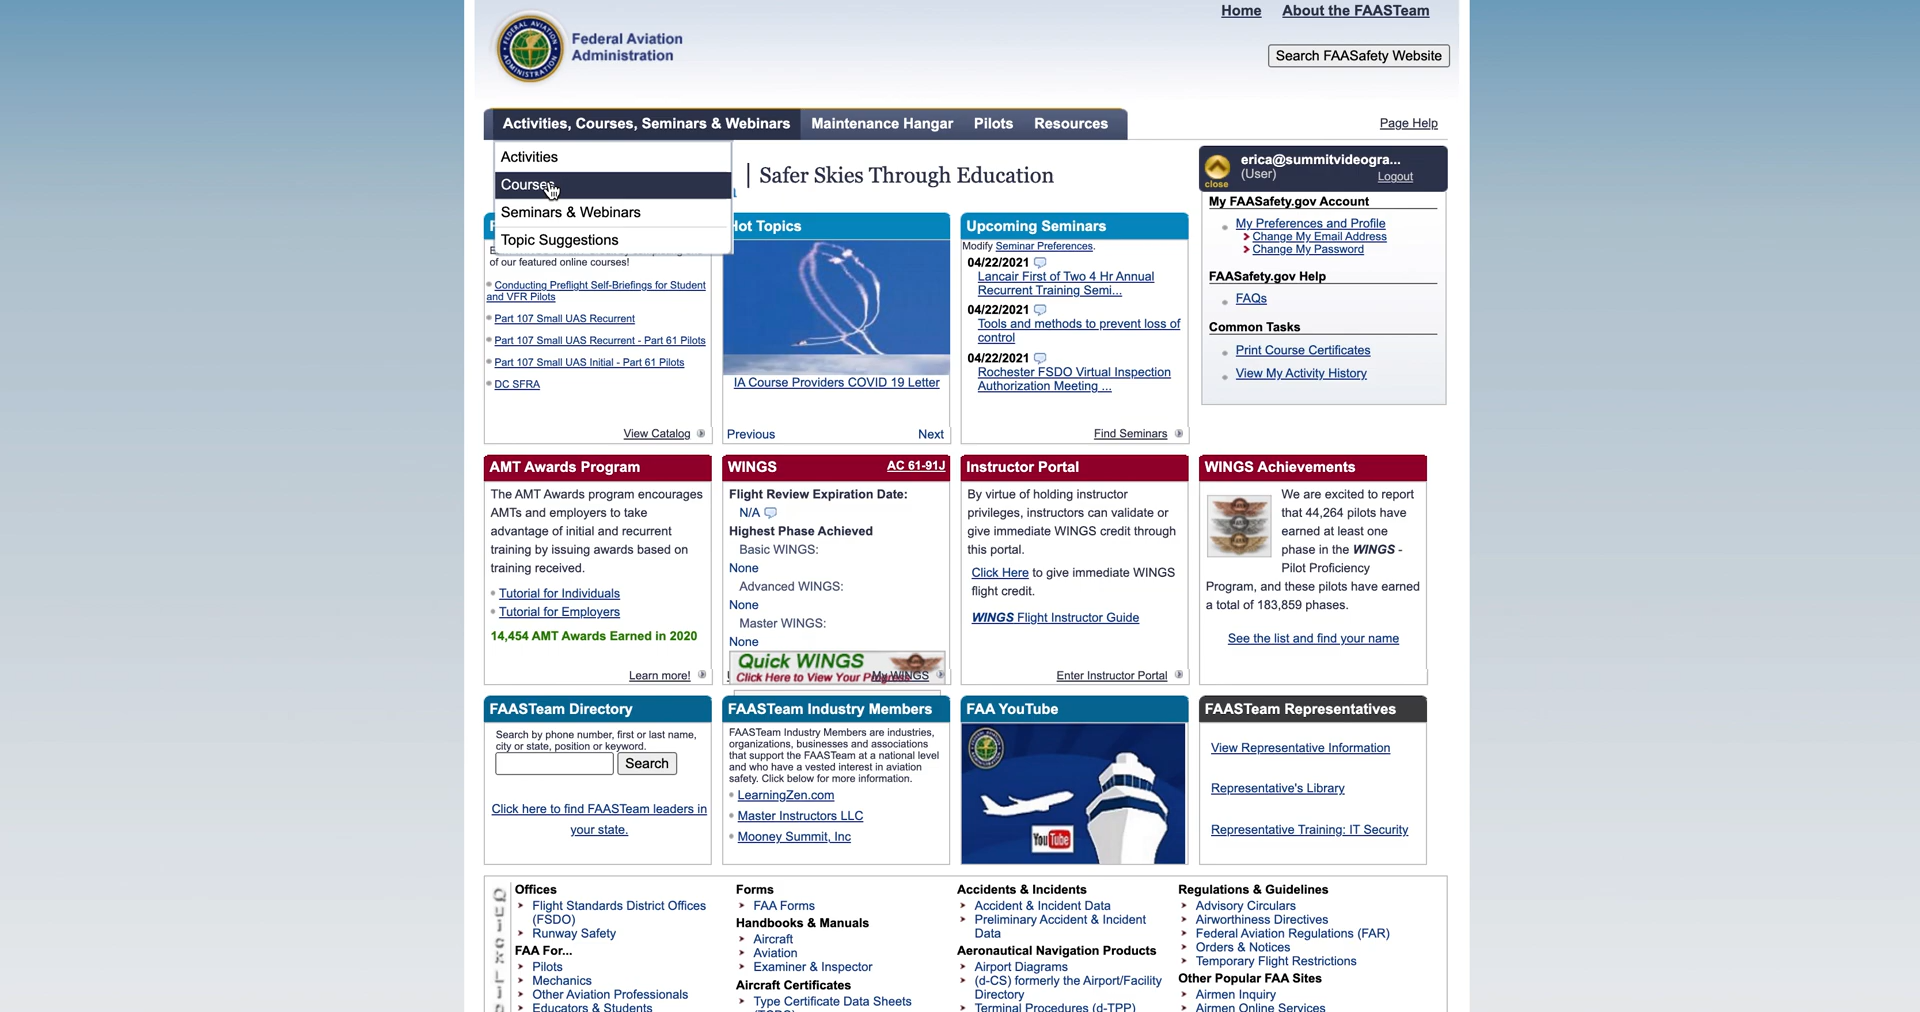 Home About the FAASTeam
Federal Aviation
Administration
Search FAASafety Website
Activities, Courses, Seminars & Webinars Maintenance Hangar Pilots Resources
Page Help
Activities
Courses
Seminars & Webinars
Topic Suggestions
Safer Skies Through Education
erica@summitvideogra...
(User)
Logout
close
My FAASafety.gov Account
My Preferences and Profile
Change My Email Address
Change My Password
FAASafety.gov Help
FAQs
Common Tasks
Print Course Certificates
View My Activity History
of our featured online courses!
Conducting Preflight Self-Briefings for Student
and VFR Pilots
Part 107 Small UAS Recurrent
Part 107 Small UAS Recurrent - Part 61 Pilots
Part 107 Small UAS Initial - Part 61 Pilots
DC SFRA
View Catalog
Hot Topics
IA Course Providers COVID 19 Letter
Previous Next
Upcoming Seminars
Modify Seminar Preferences.
04/22/2021
Lancair First of Two 4 Hr Annual
Recurrent Training Semi...
04/22/2021
Tools and methods to prevent loss of
control
04/22/2021
Rochester FSDO Virtual Inspection
Authorization Meeting ...
Find Seminars
AMT Awards Program
The AMT Awards program encourages
AMTs and employers to take
advantage of initial and recurrent
training by issuing awards based on
training received.
Tutorial for Individuals
Tutorial for Employers
14,454 AMT Awards Earned in 2020
Learn more!
WINGS AC 61-91J
Flight Review Expiration Date:
N/A
Highest Phase Achieved
Basic WINGS:
None
Advanced WINGS:
None
Master WINGS:
None
Quick WINGS
Click Here to View Your Progress
My WINGS
Instructor Portal
By virtue of holding instructor
privileges, instructors can validate or
give immediate WINGS credit through
this portal.
Click Here to give immediate WINGS
flight credit.
WINGS Flight Instructor Guide
Enter Instructor Portal
WINGS Achievements
We are excited to report
that 44,264 pilots have
earned at least one
phase in the WINGS -
Pilot Proficiency
Program, and these pilots have earned
a total of 183,859 phases.
See the list and find your name
FAASTeam Directory
Search by phone number, first or last name,
city or state, position or keyword.
Search
Click here to find FAASTeam leaders in
your state.
FAASTeam Industry Members
FAASTeam Industry Members are industries,
organizations, businesses and associations
that support the FAASTeam at a national level
and who have a vested interest in aviation
safety. Click below for more information.
LearningZen.com
Master Instructors LLC
Mooney Summit, Inc
FAA YouTube
You Tube
FAASTeam Representatives
View Representative Information
Representative's Library
Representative Training: IT Security
Offices
Flight Standards District Offices
(FSDO)
Runway Safety
FAA For...
Pilots
Mechanics
Other Aviation Professionals
Educators & Students
Forms
FAA Forms
Handbooks & Manuals
Aircraft
Aviation
Examiner & Inspector
Aircraft Certificates
Type Certificate Data Sheets
Accidents & Incidents
Accident & Incident Data
Preliminary Accident & Incident
Data
Aeronautical Navigation Products
Airport Diagrams
(d-CS) formerly the Airport/Facility
Directory
Terminal Procedures (d-TPP)
Regulations & Guidelines
Advisory Circulars
Airworthiness Directives
Federal Aviation Regulations (FAR)
Orders & Notices
Temporary Flight Restrictions
Other Popular FAA Sites
Airmen Inquiry
Airmen Online Services